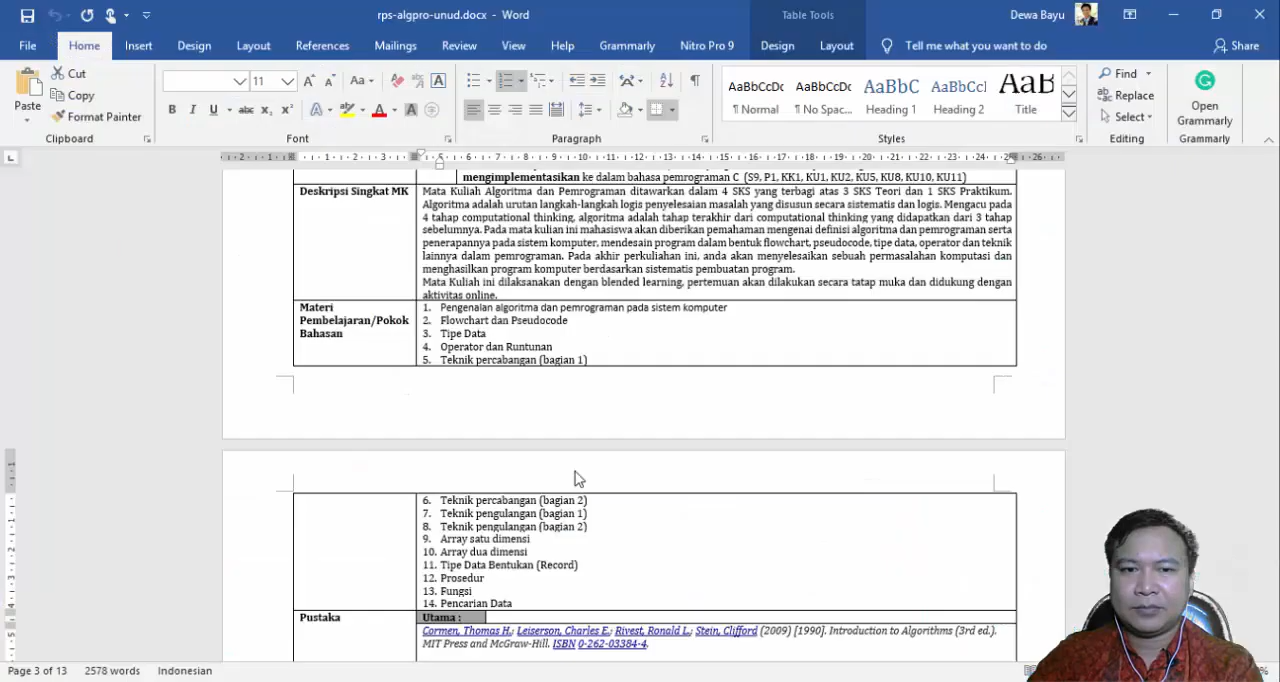 rps-algpro-unud.docx - Word
Table Tools
Dewa Bayu
File Home Insert Design Layout References Mailings Review View Help Grammarly Nitro Pro 9 Design Layout Tell me what you want to do Share
Paste
Cut
Copy
Format Painter
Clipboard
11
Font
Paragraph
AaBbCcDc AaBbCcDc AaBbC AaBbCcl AaB
¶ Normal ¶ No Spac... Heading 1 Heading 2 Title
Styles
Find
Replace
Select
Editing
Open
Grammarly
Grammarly
mengimplementasikan ke dalam bahasa pemrograman C (S9, P1, KK1, KU1, KU2, KU5, KU8, KU10, KU11)
Deskripsi Singkat MK
Mata Kuliah Algoritma dan Pemrograman ditawarkan dalam 4 SKS yang terbagi atas 3 SKS Teori dan 1 SKS Praktikum.
Algoritma adalah urutan langkah-langkah logis penyelesaian masalah yang disusun secara sistematis dan logis. Mengacu pada
4 tahap computational thinking, algoritma adalah tahap terakhir dari computational thinking yang didapatkan dari 3 tahap
sebelumnya. Pada mata kulian ini mahasiswa akan diberikan pemahaman mengenai definisi algoritma dan pemrograman serta
penerapannya pada sistem komputer, mendesain program dalam bentuk flowchart, pseudocode, tipe data, operator dan teknik
lainnya dalam pemrograman. Pada akhir perkuliahan ini, anda akan menyelesaikan sebuah permasalahan komputasi dan
menghasilkan program komputer berdasarkan sistematis pembuatan program.
Mata Kuliah ini dilaksanakan dengan blended learning, pertemuan akan dilakukan secara tatap muka dan didukung dengan
aktivitas online.
Materi
Pembelajaran/Pokok
Bahasan
1. Pengenalan algoritma dan pemrograman pada sistem komputer
2. Flowchart dan Pseudocode
3. Tipe Data
4. Operator dan Runtunan
5. Teknik percabangan (bagian 1)
6. Teknik percabangan (bagian 2)
7. Teknik pengulangan (bagian 1)
8. Teknik pengulangan (bagian 2)
9. Array satu dimensi
10. Array dua dimensi
11. Tipe Data Bentukan (Record)
12. Prosedur
13. Fungsi
14. Pencarian Data
Pustaka
Utama :
Cormen, Thomas H.; Leiserson, Charles E.; Rivest, Ronald L.; Stein, Clifford (2009) [1990]. Introduction to Algorithms (3rd ed.).
MIT Press and McGraw-Hill. ISBN 0-262-03384-4.
Page 3 of 13 2578 words Indonesian